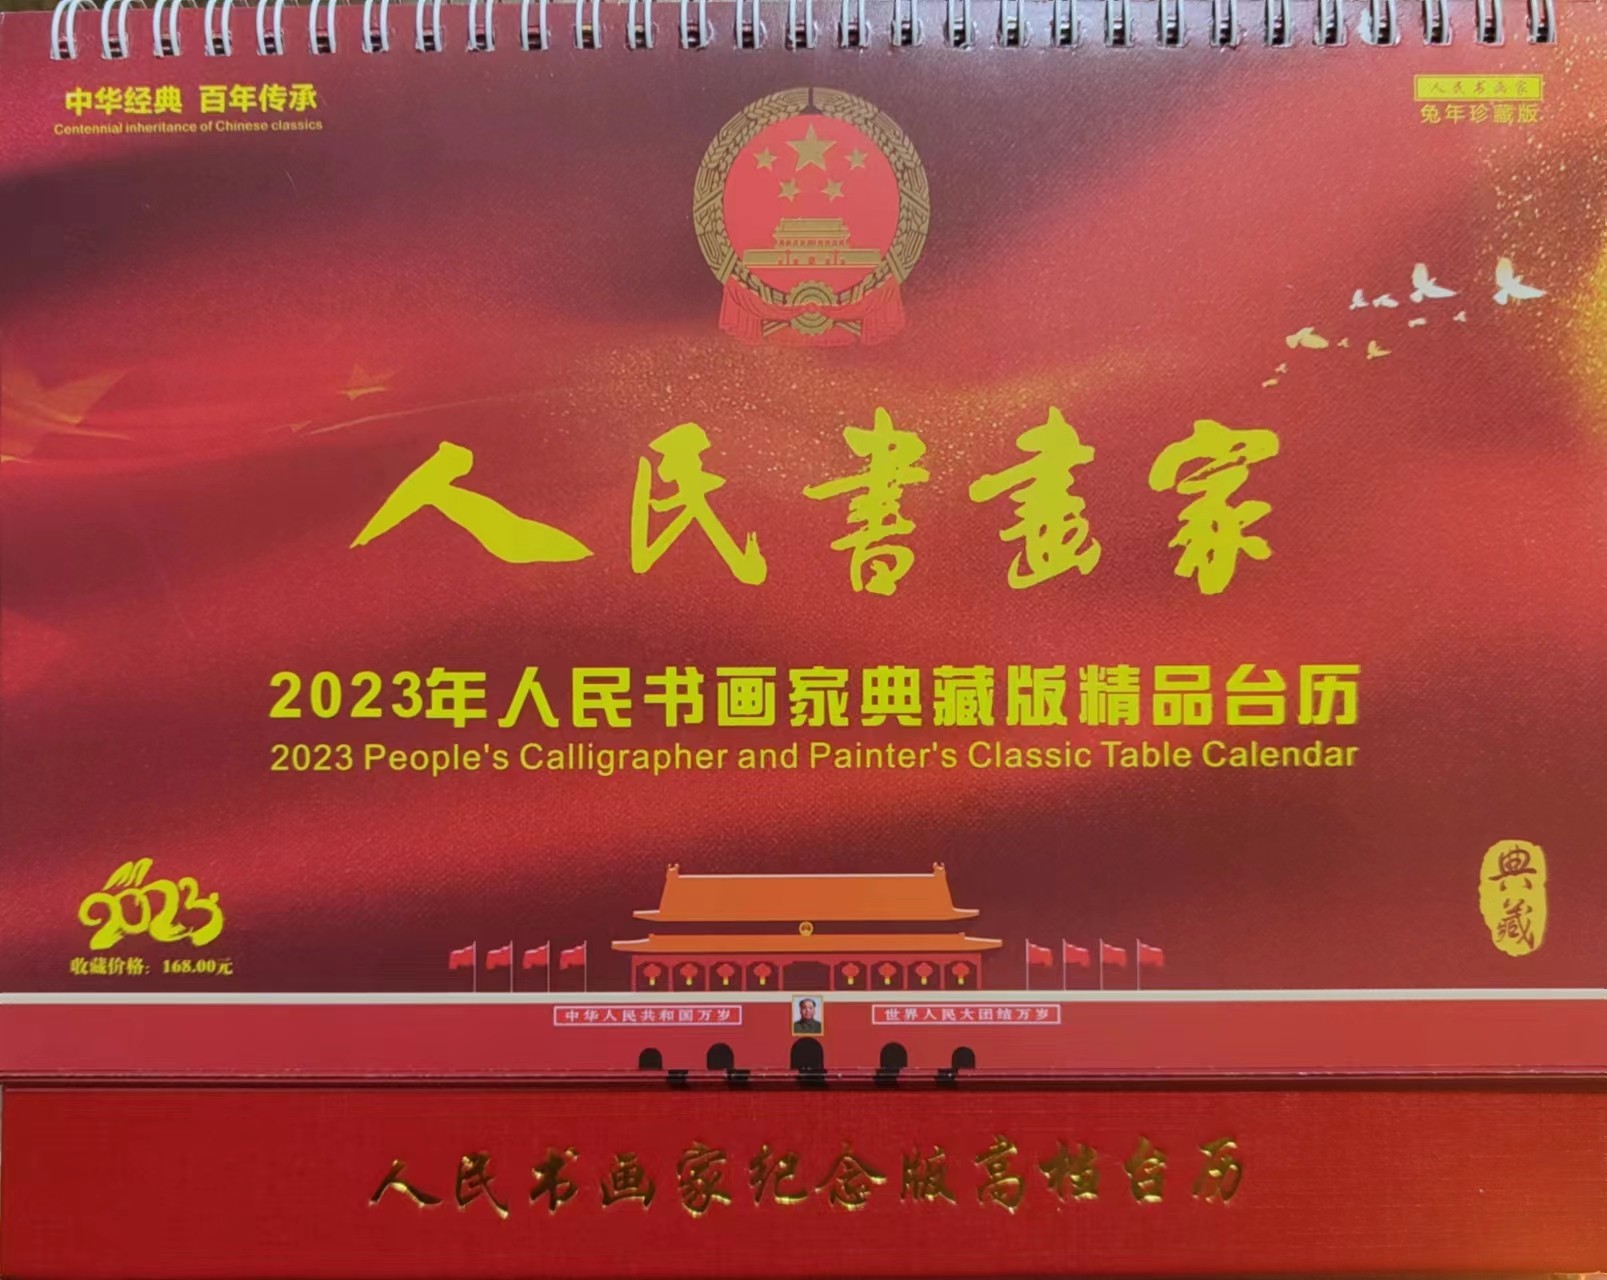 中华经典 百年传承
Centennial inheritance of Chinese classics
人民书画家
兔年珍藏版
人民書畫家
2023年人民书画家典藏版精品台历
2023 People's Calligrapher and Painter's Classic Table Calendar
2023
收藏价格：168.00元
典藏
中华人民共和国万岁
世界人民大团结万岁
人民书画家纪念版高档台历